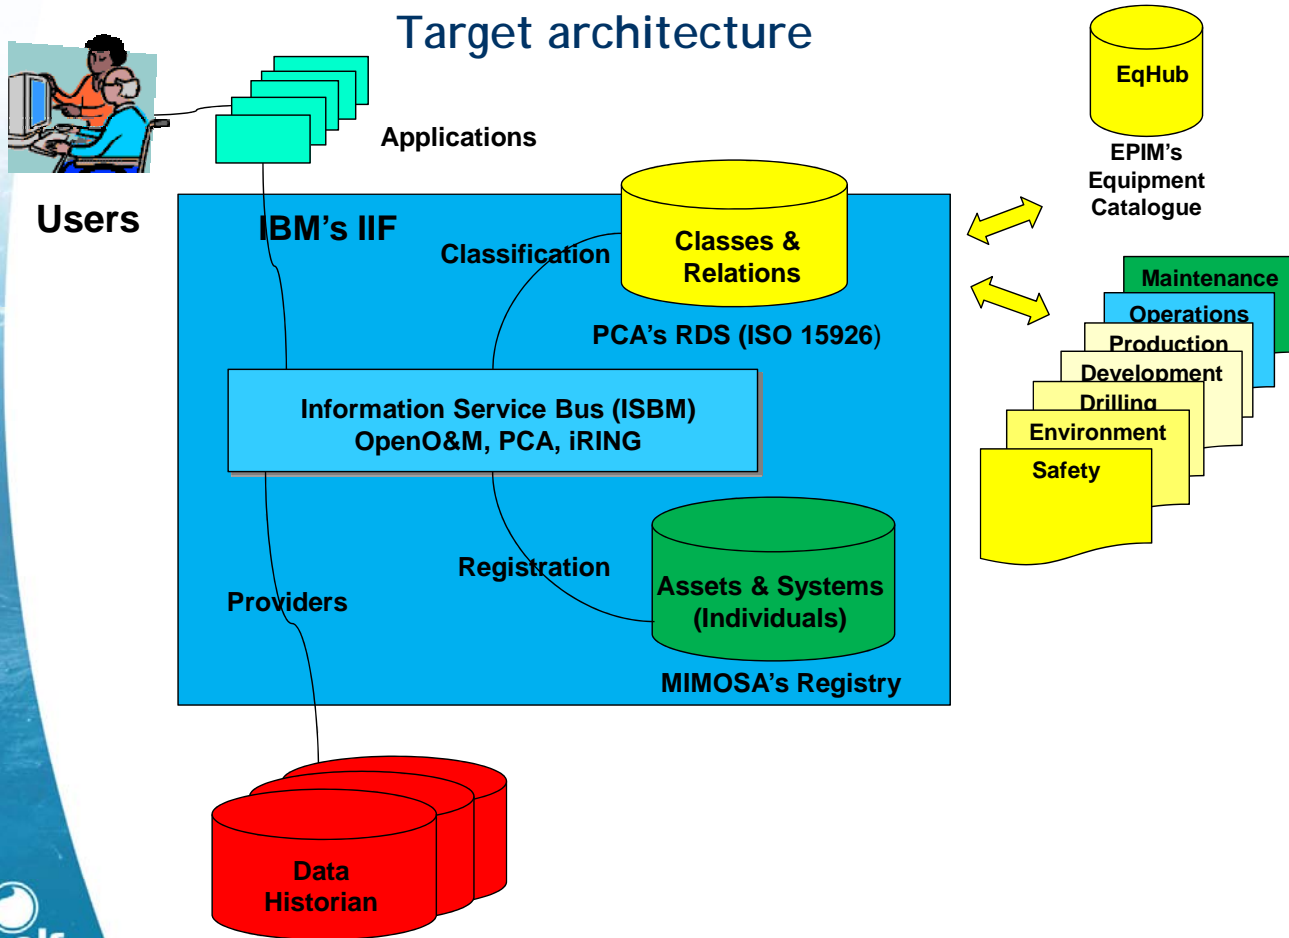 Target architecture
EqHub
EPIM's
Equipment
Catalogue
Applications
Users
IBM's IIF
Classification
Classes &
Relations
PCA's RDS (ISO 15926)
Maintenance
Operations
Production
Development
Drilling
Environment
Safety
Information Service Bus (ISBM)
OpenO&M, PCA, iRING
Registration
Assets & Systems
(Individuals)
Providers
MIMOSA's Registry
Data
Historian